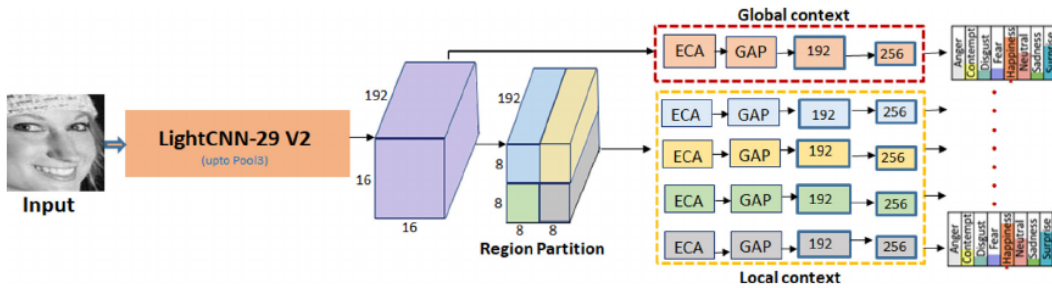 Input
LightCNN-29 V2
(upto Pool3)
192
16
16
192
8
8
8
8
Region Partition
Global context
ECA
GAP
192
256
ECA
GAP
192
256
ECA
GAP
192
256
ECA
GAP
192
256
ECA
GAP
192
256
Local context
Anger
Contempt
Disgust
Fear
Happiness
Neutral
Sadness
Surprise
Anger
Contempt
Disgust
Fear
Happiness
Neutral
Sadness
Surprise